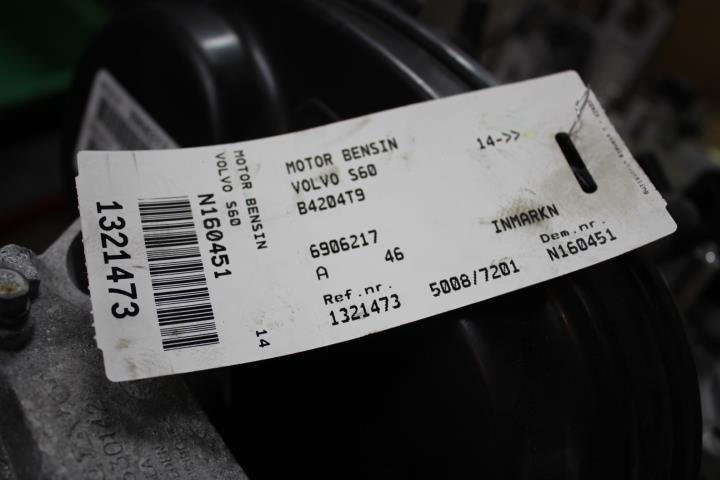 MOTOR BENSIN
VOLVO S60
B4204T9
14->>
6906217
A 46
INMARKN
Ref.nr.
1321473
5008/7201
Dem.nr.
N160451
MOTOR BENSIN
VOLVO S60
N160451
14
1321473